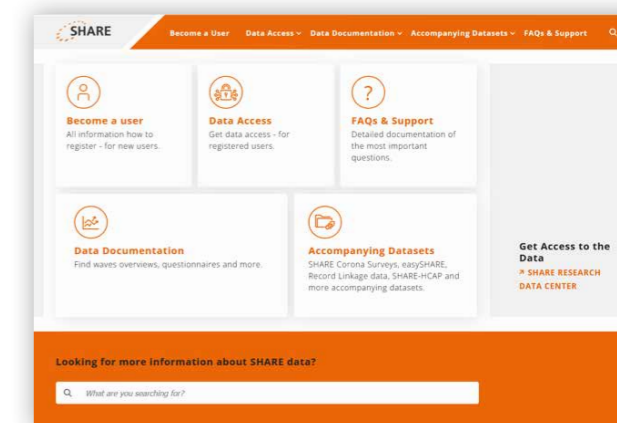 SHARE
Become a User Data Access Data Documentation Accompanying Datasets FAQs & Support
Become a user
All information how to
register - for new users.
Data Access
Get data access - for
registered users.
?
FAQs & Support
Detailed documentation of
the most important
questions.
Data Documentation
Find waves overviews, questionnaires and more.
Accompanying Datasets
SHARE Corona Surveys, easySHARE,
Record Linkage data, SHARE-HCAP and
more accompanying datasets.
Get Access to the
Data
↗ SHARE RESEARCH
DATA CENTER
Looking for more information about SHARE data?
What are you searching for?